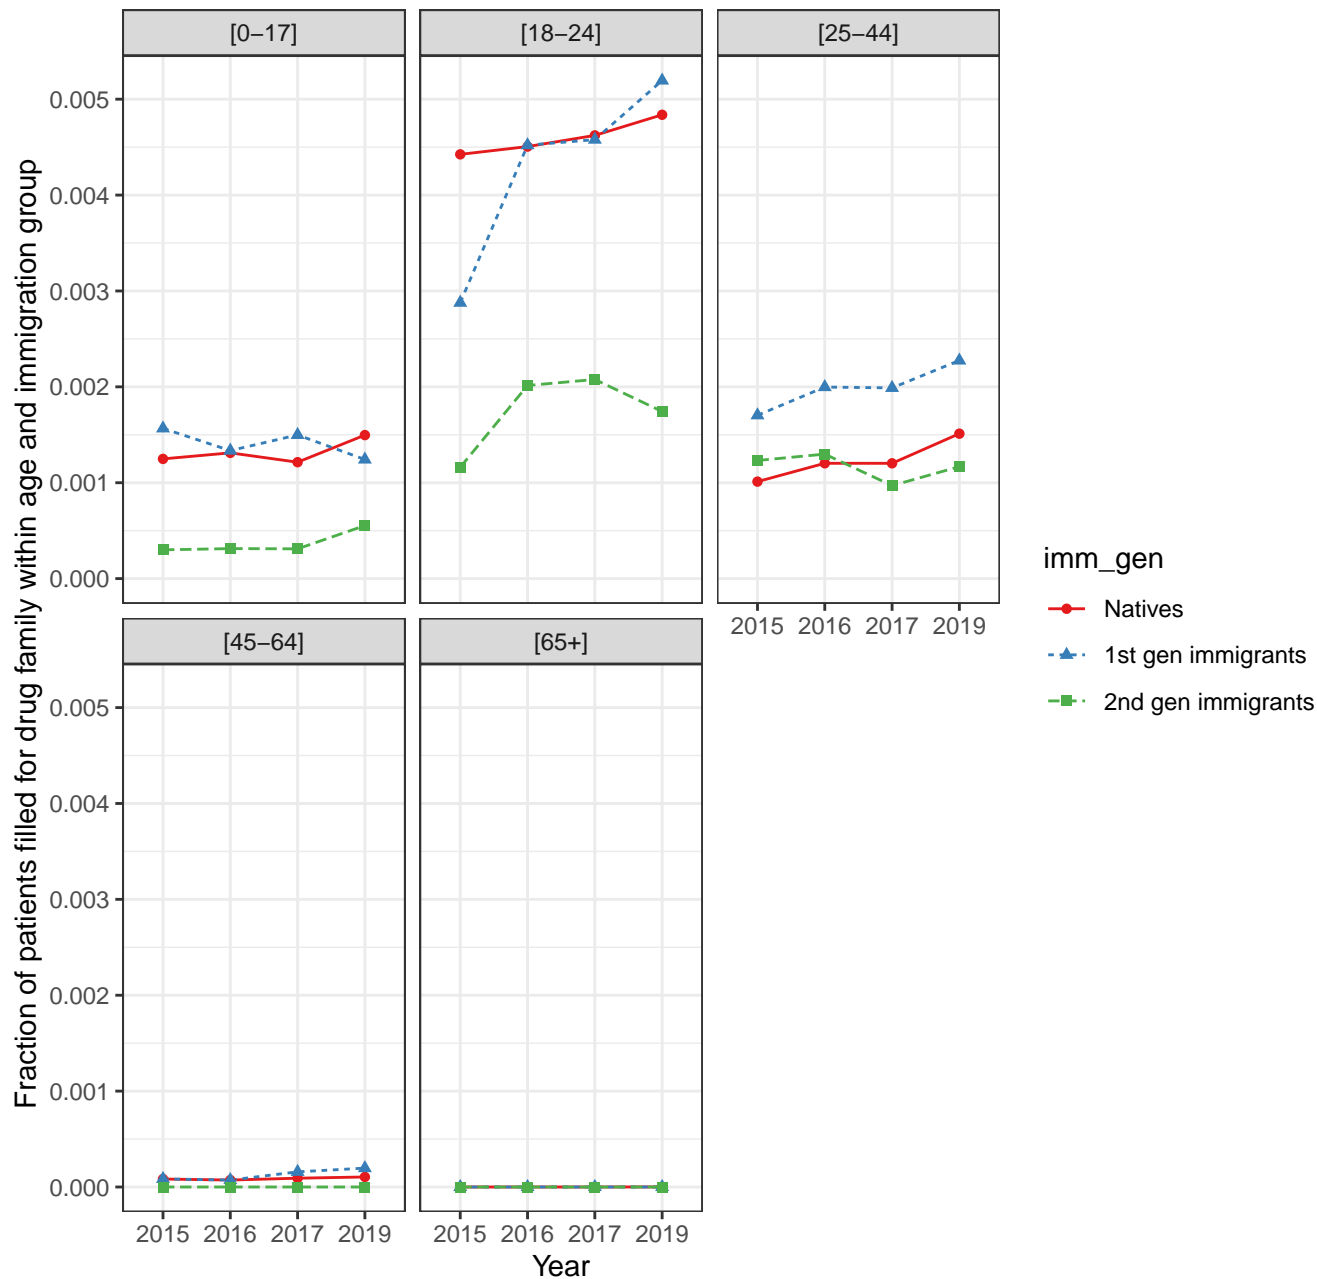 [0−17]
[18−24]
[25−44]
0.005
0.004
0.003
0.002
0.001
0.000
2015 2016 2017 2019
[45−64]
[65+]
0.005
0.004
0.003
0.002
0.001
0.000
2015 2016 2017 2019
2015 2016 2017 2019
Year
Fraction of patients filled for drug family within age and immigration group
imm_gen
Natives
1st gen immigrants
2nd gen immigrants